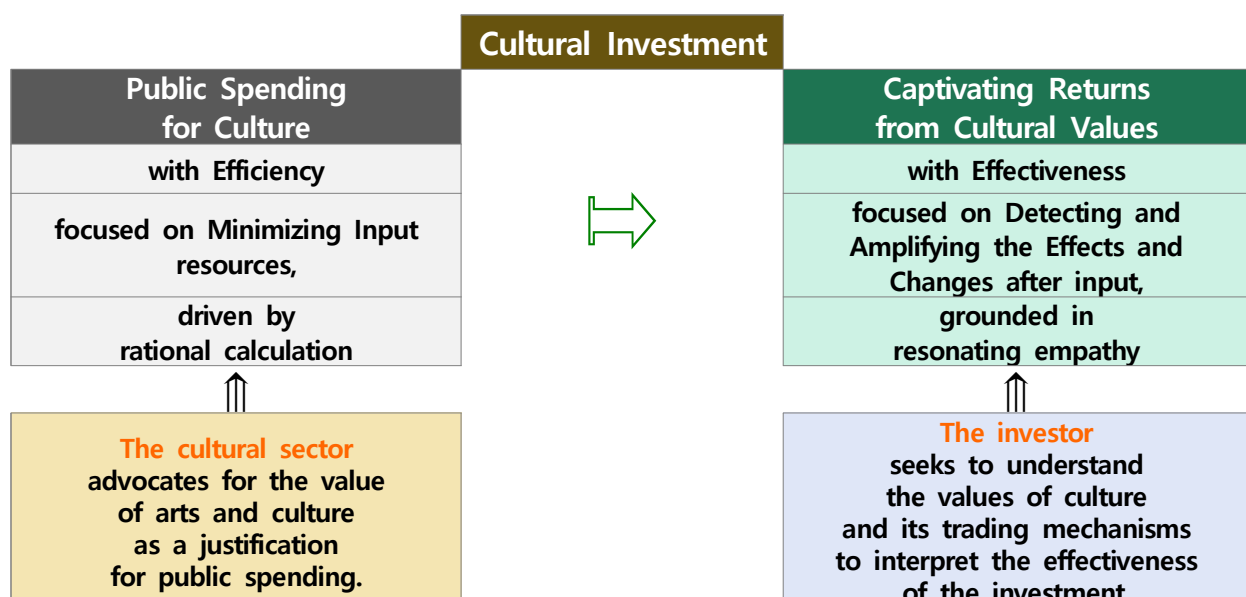 Cultural Investment
Public Spending
for Culture
with Efficiency
focused on Minimizing Input
resources,
driven by
rational calculation
The cultural sector
advocates for the value
of arts and culture
as a justification
for public spending.
Captivating Returns
from Cultural Values
with Effectiveness
focused on Detecting and
Amplifying the Effects and
Changes after input,
grounded in
resonating empathy
The investor
seeks to understand
the values of culture
and its trading mechanisms
to interpret the effectiveness
of the investment